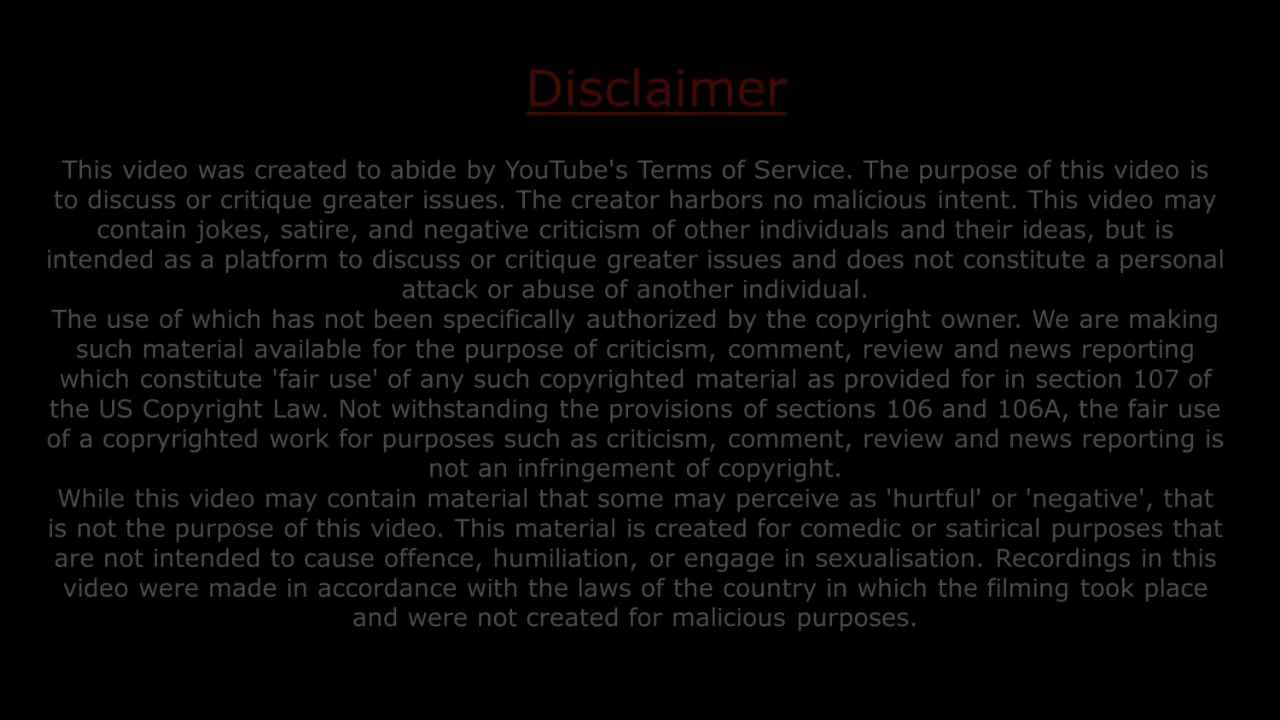 Disclaimer
This video was created to abide by YouTube's Terms of Service. The purpose of this video is
to discuss or critique greater issues. The creator harbors no malicious intent. This video may
contain jokes, satire, and negative criticism of other individuals and their ideas, but is
intended as a platform to discuss or critique greater issues and does not constitute a personal
attack or abuse of another individual.
The use of which has not been specifically authorized by the copyright owner. We are making
such material available for the purpose of criticism, comment, review and news reporting
which constitute 'fair use' of any such copyrighted material as provided for in section 107 of
the US Copyright Law. Not withstanding the provisions of sections 106 and 106A, the fair use
of a copryrighted work for purposes such as criticism, comment, review and news reporting is
not an infringement of copyright.
While this video may contain material that some may perceive as 'hurtful' or 'negative', that
is not the purpose of this video. This material is created for comedic or satirical purposes that
are not intended to cause offence, humiliation, or engage in sexualisation. Recordings in this
video were made in accordance with the laws of the country in which the filming took place
and were not created for malicious purposes.